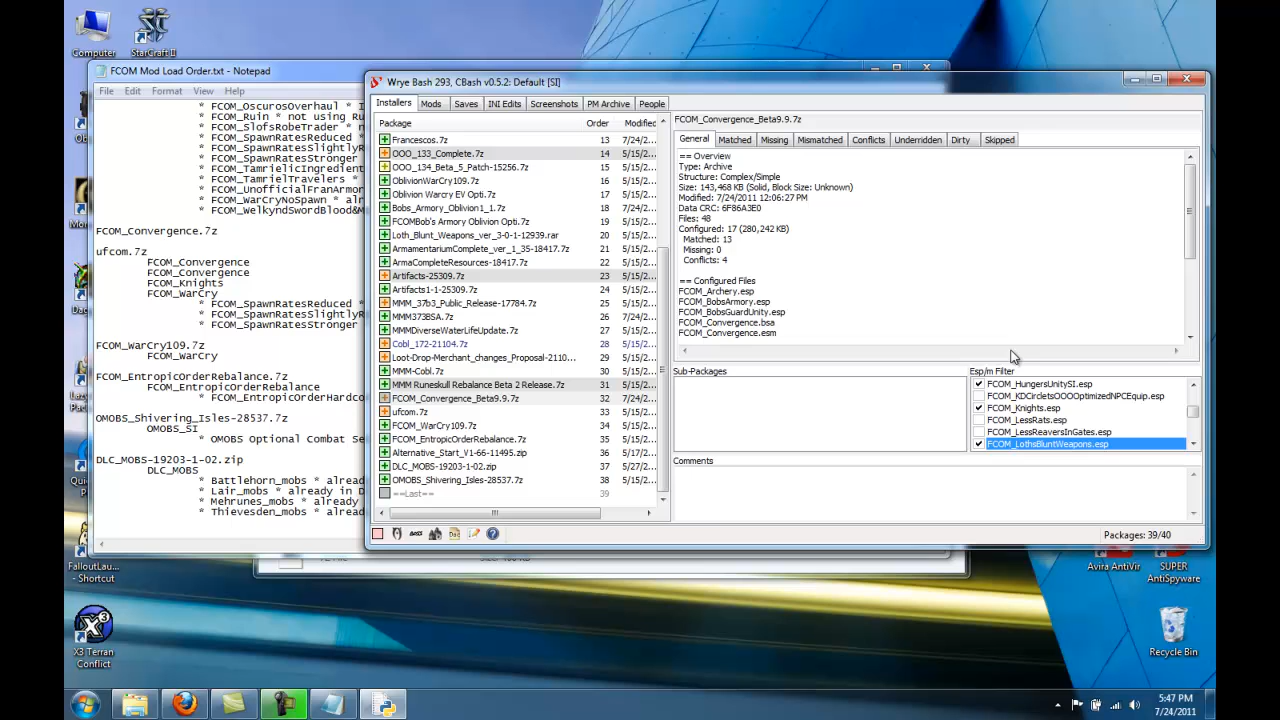 Computer
StarCraft II
FCOM Mod Load Order.txt - Notepad
File Edit Format View Help
* FCOM_OscurosOverhaul * I
* FCOM_Ruin * not using Ru
* FCOM_SlofsRobeTrader * n
* FCOM_SpawnRatesReduced *
* FCOM_SpawnRatesSlightlyR
* FCOM_SpawnRatesSlightlyS
* FCOM_SpawnRatesStronger
* FCOM_TamrielicIngredient
* FCOM_TamrielTravelers *
* FCOM_UnofficialFranArmor
* FCOM_WarCryNoSpawn * alr
* FCOM_WelkyndSwordBlood&M
FCOM_Convergence.7z
ufcom.7z
FCOM_Convergence
FCOM_Convergence
FCOM_Knights
FCOM_WarCry
* FCOM_SpawnRatesReduced *
* FCOM_SpawnRatesSlightlyR
* FCOM_SpawnRatesStronger
FCOM_WarCry109.7z
FCOM_WarCry
FCOM_EntropicOrderRebalance.7z
FCOM_EntropicOrderRebalance
* FCOM_EntropicOrderHardco
OMOBS_Shivering_Isles-28537.7z
OMOBS_SI
* OMOBS Optional Combat Se
DLC_MOBS-19203-1-02.zip
DLC_MOBS
* Battlehorn_mobs * alread
* Lair_mobs * already in D
* Mehrunes_mobs * already
* Thievesden_mobs * alread
Wrye Bash 293, CBash v0.5.2: Default [SI]
Installers Mods Saves INI Edits Screenshots PM Archive People
Package Order Modified
Francescos.7z 13 7/24/2...
OOO_133_Complete.7z 14 5/15/2...
OOO_134_Beta_5_Patch-15256.7z 15 5/15/2...
OblivionWarCry109.7z 16 5/15/2...
Oblivion Warcry EV Opti.7z 17 5/15/2...
Bobs_Armory_Oblivion1_1.7z 18 7/24/2...
FCOMBob's Armory Oblivion Opti.7z 19 5/15/2...
Loth_Blunt_Weapons_ver_3-0-1-12939.rar 20 5/15/2...
ArmamentariumComplete_ver_1_35-18417.7z 21 5/15/2...
ArmaCompleteResources-18417.7z 22 5/15/2...
Artifacts-25309.7z 23 5/15/2...
Artifacts1-1-25309.7z 24 5/15/2...
MMM_37b3_Public_Release-17784.7z 25 5/15/2...
MMM373BSA.7z 26 7/24/2...
MMMDiverseWaterLifeUpdate.7z 27 5/15/2...
Cobl_172-21104.7z 28 5/15/2...
Loot-Drop-Merchant_changes_Proposal-2110... 29 5/15/2...
MMM-Cobl.7z 30 5/15/2...
MMM Runeskull Rebalance Beta 2 Release.7z 31 5/15/2...
FCOM_Convergence_Beta9.9.7z 32 7/24/2...
ufcom.7z 33 5/15/2...
FCOM_WarCry109.7z 34 5/15/2...
FCOM_EntropicOrderRebalance.7z 35 5/15/2...
Alternative_Start_V1-66-11495.zip 36 5/17/2...
DLC_MOBS-19203-1-02.zip 37 5/27/2...
OMOBS_Shivering_Isles-28537.7z 38 5/15/2...
==Last== 39
FCOM_Convergence_Beta9.9.7z
General Matched Missing Mismatched Conflicts Underridden Dirty Skipped
== Overview
Type: Archive
Structure: Complex/Simple
Size: 143,468 KB (Solid, Block Size: Unknown)
Modified: 7/24/2011 12:06:27 PM
Data CRC: 6F86A3E0
Files: 48
Configured: 17 (280,242 KB)
Matched: 13
Missing: 0
Conflicts: 4
== Configured Files
FCOM_Archery.esp
FCOM_BobsArmory.esp
FCOM_BobsGuardUnity.esp
FCOM_Convergence.bsa
FCOM_Convergence.esm
Sub-Packages
Esp/m Filter
FCOM_HungersUnitySI.esp
FCOM_KDCircletsOOOOptimizedNPCEquip.esp
FCOM_Knights.esp
FCOM_LessRats.esp
FCOM_LessReaversInGates.esp
FCOM_LothsBluntWeapons.esp
Comments
Packages: 39/40
FalloutLau...
- Shortcut
X3 Terran
Conflict
Avira AntiVir
SUPER
AntiSpyware
Recycle Bin
5:47 PM
7/24/2011